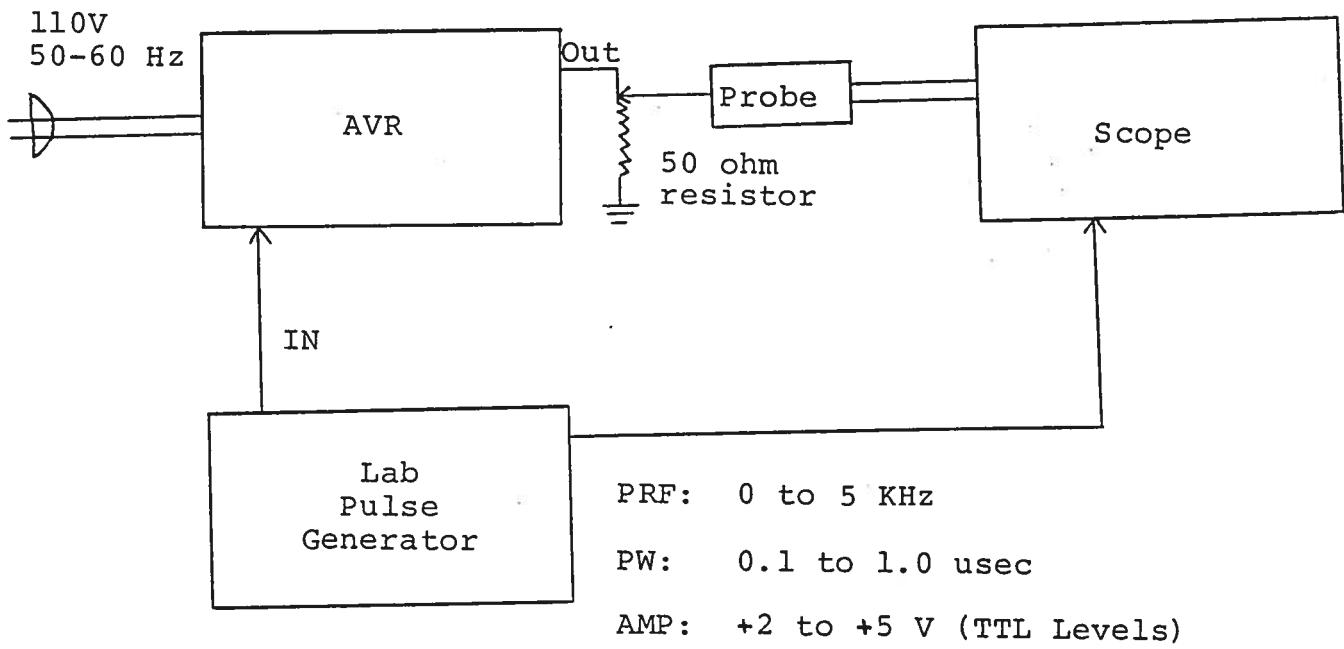 110V
50-60 Hz
AVR
Out
Probe
Scope
50 ohm
resistor
IN
Lab
Pulse
Generator
PRF: 0 to 5 KHz
PW: 0.1 to 1.0 usec
AMP: +2 to +5 V (TTL Levels)